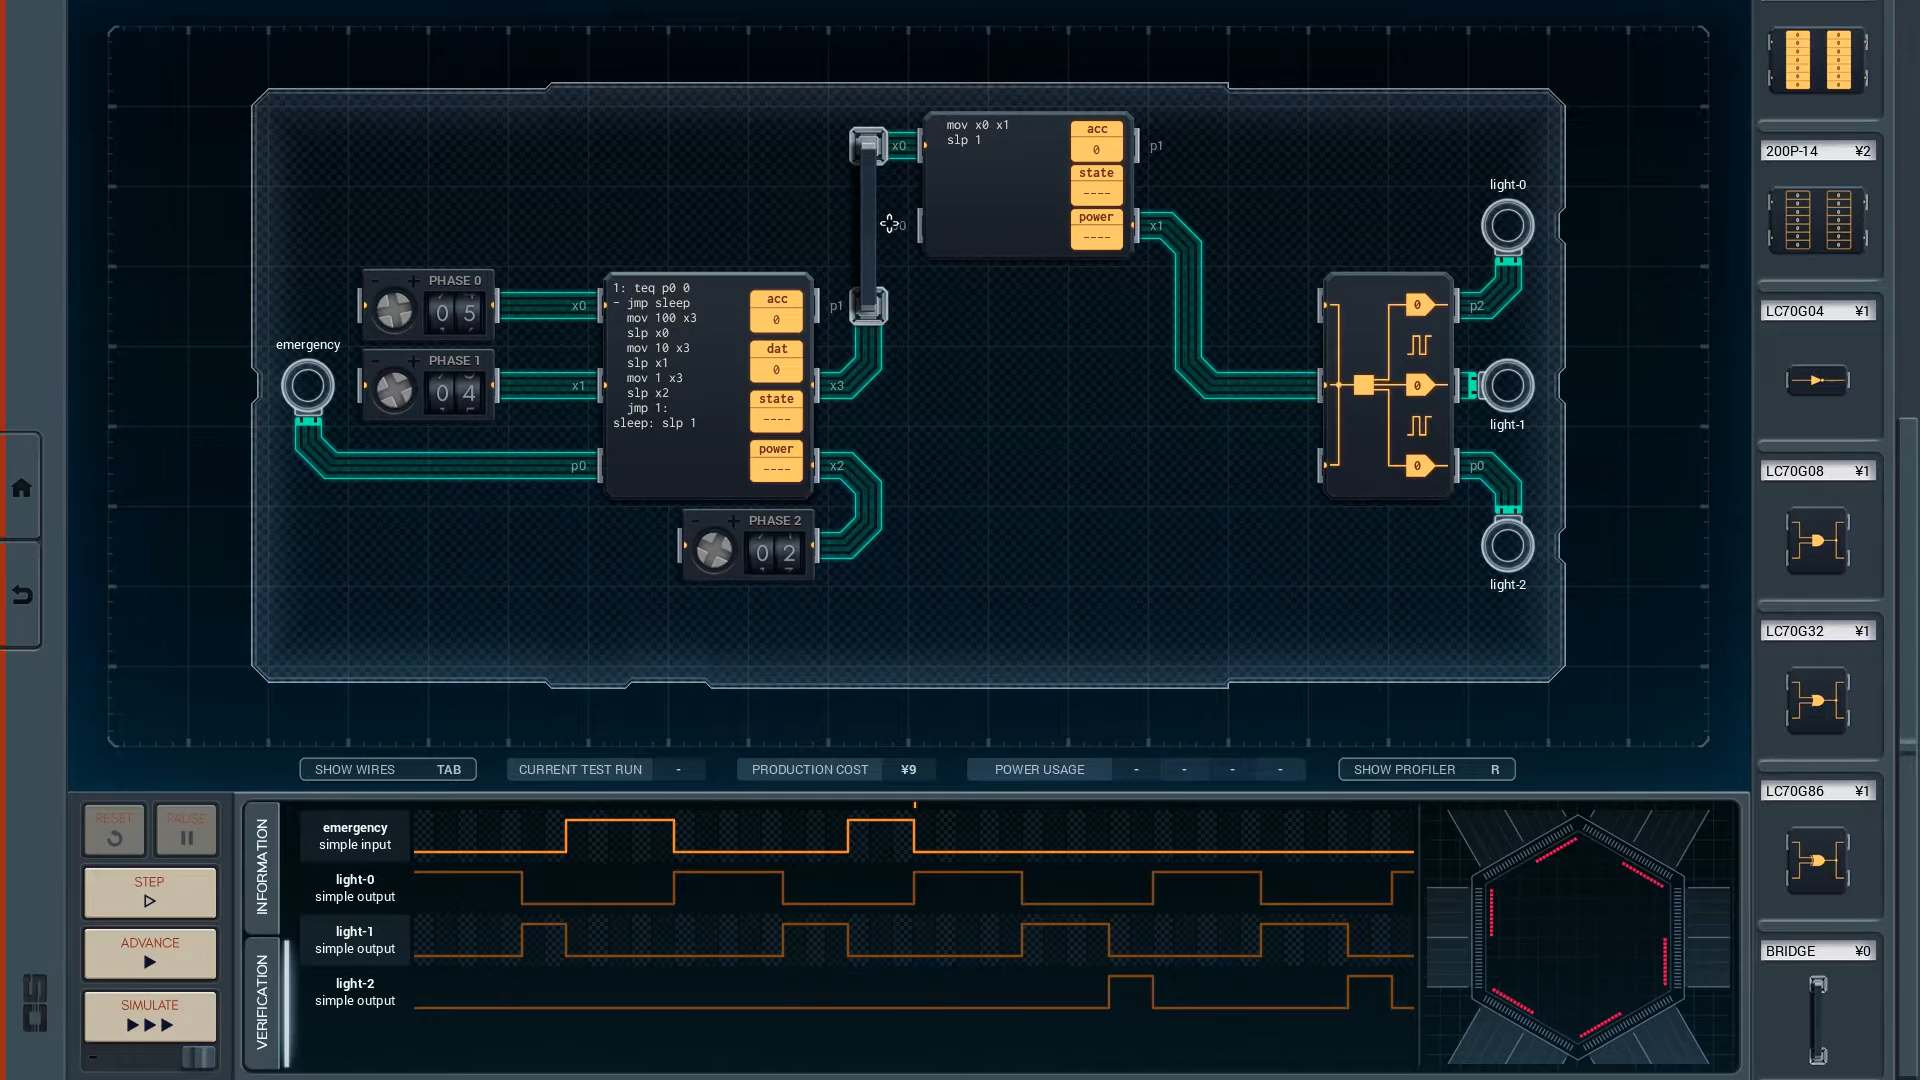 mov x0 x1
slp 1
acc
0
state
----
power
----
x0
p1
x1
PHASE 0
- +
0 5
PHASE 1
- +
0 4
PHASE 2
- +
0 2
emergency
x0
x1
p0
1: teq p0 0
- jmp sleep
mov 100 x3
slp x0
mov 10 x3
slp x1
mov 1 x3
slp x2
jmp 1:
sleep: slp 1
acc
0
dat
0
state
----
power
----
p1
x3
x2
0
0
0
p2
p0
light-0
light-1
light-2
200P-14 ¥2
LC70G04 ¥1
LC70G08 ¥1
LC70G32 ¥1
LC70G86 ¥1
BRIDGE ¥0
SHOW WIRES TAB
CURRENT TEST RUN -
PRODUCTION COST ¥9
POWER USAGE - - - -
SHOW PROFILER R
RESET
PAUSE
STEP
ADVANCE
SIMULATE
INFORMATION
VERIFICATION
emergency
simple input
light-0
simple output
light-1
simple output
light-2
simple output